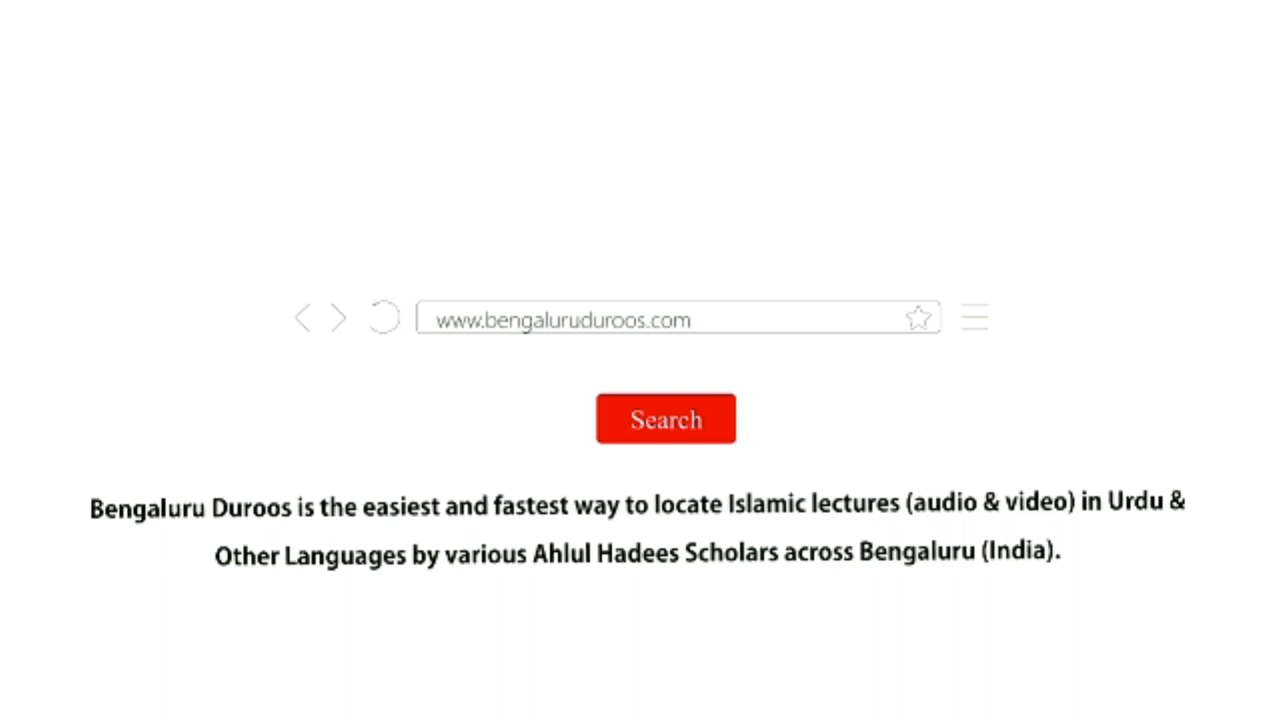 www.bengaluruduroos.com
Search
Bengaluru Duroos is the easiest and fastest way to locate Islamic lectures (audio & video) in Urdu &
Other Languages by various Ahlul Hadees Scholars across Bengaluru (India).